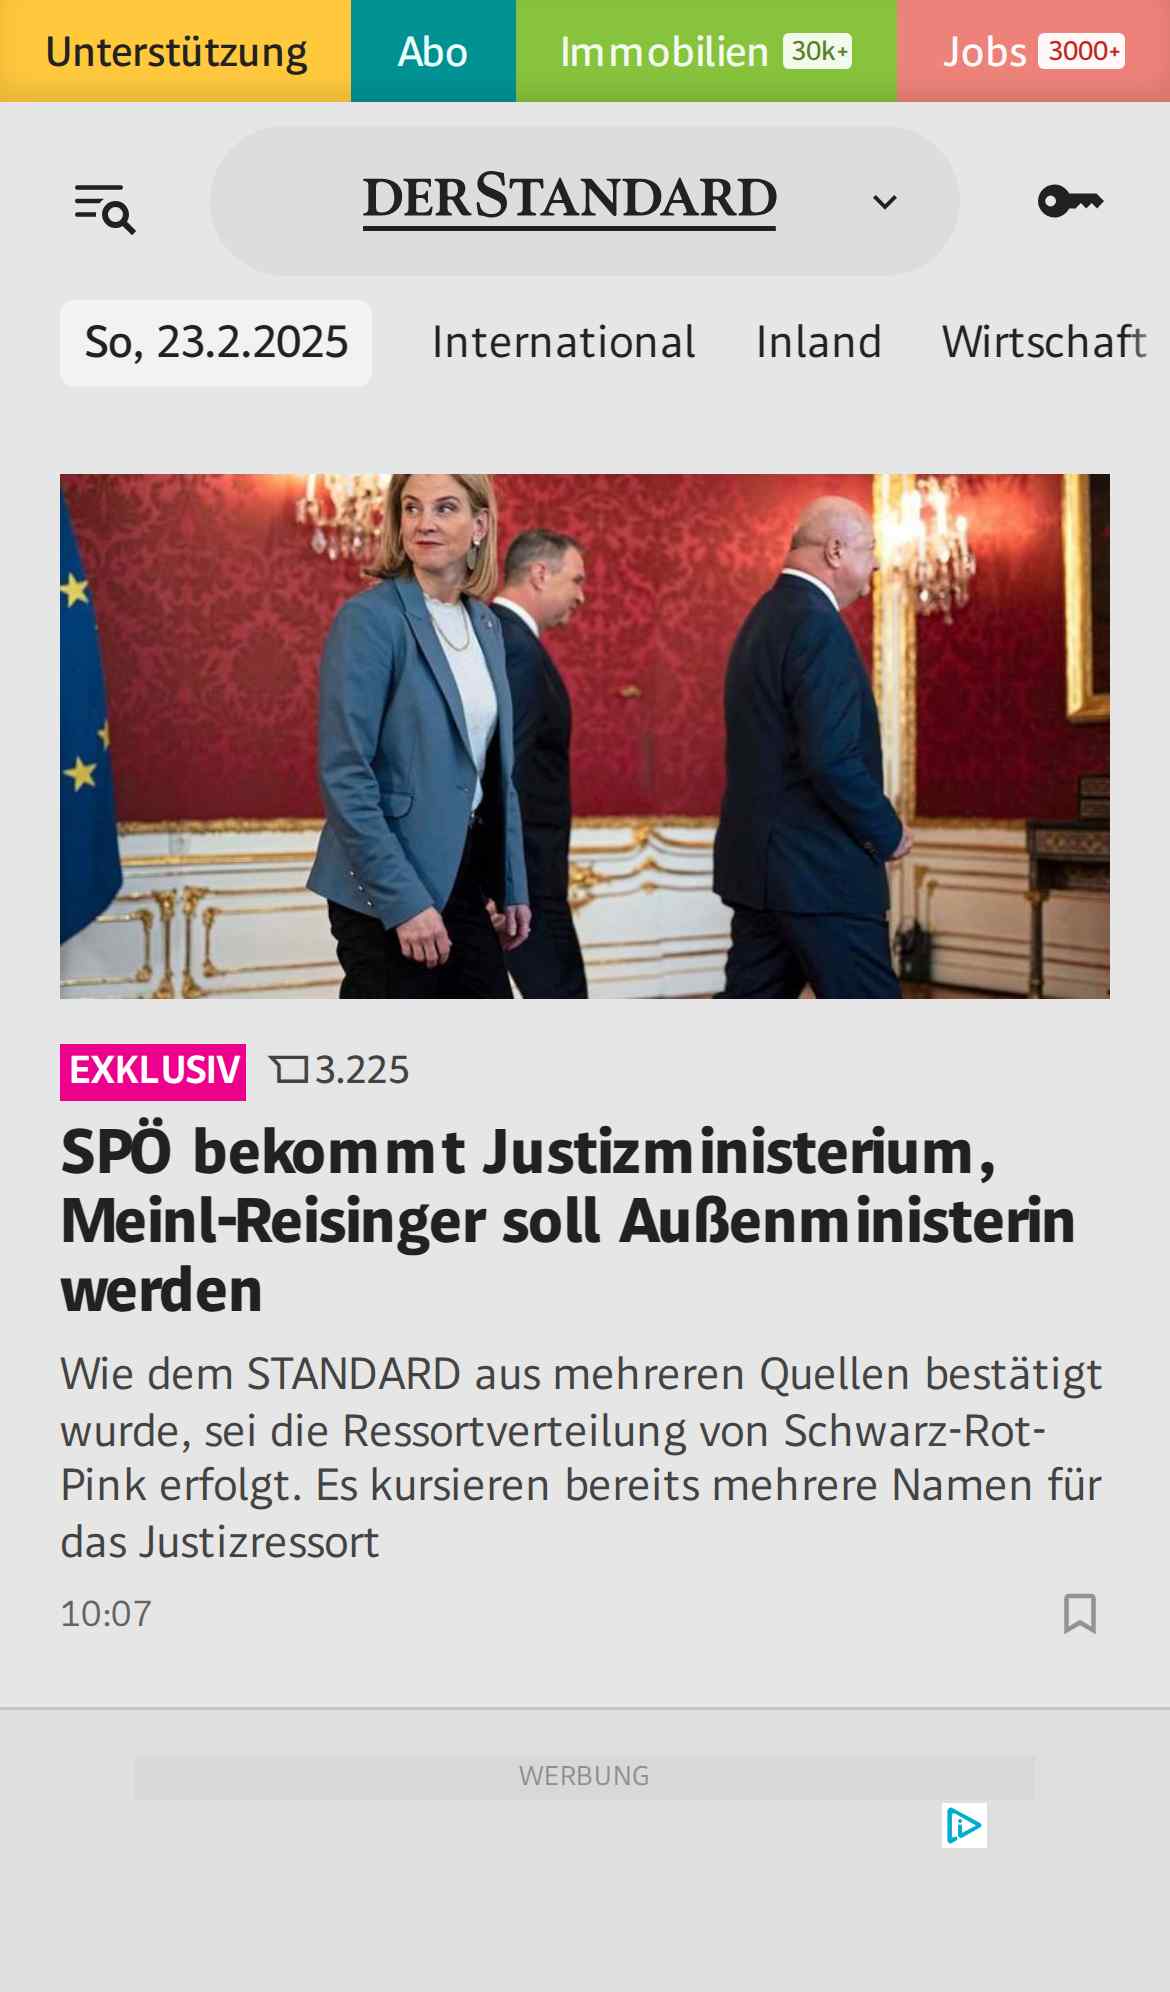 Unterstützung Abo Immobilien 30k+ Jobs 3000+
DERSTANDARD
So, 23.2.2025 International Inland Wirtschaft
EXKLUSIV 3.225
SPÖ bekommt Justizministerium,
Meinl-Reisinger soll Außenministerin
werden
Wie dem STANDARD aus mehreren Quellen bestätigt
wurde, sei die Ressortverteilung von Schwarz-Rot-
Pink erfolgt. Es kursieren bereits mehrere Namen für
das Justizressort
10:07
WERBUNG